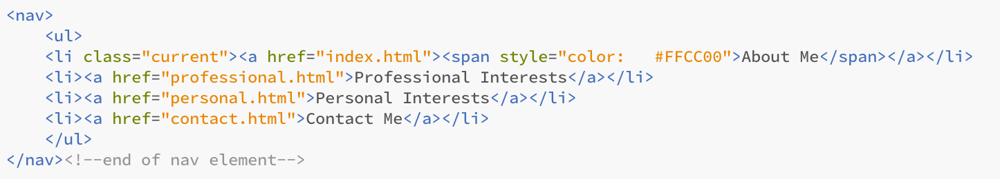 <nav>
    <ul>
    <li class="current"><a href="index.html"><span style="color:   #FFCC00">About Me</span></a></li>
    <li><a href="professional.html">Professional Interests</a></li>
    <li><a href="personal.html">Personal Interests</a></li>
    <li><a href="contact.html">Contact Me</a></li>
    </ul>
</nav><!--end of nav element-->